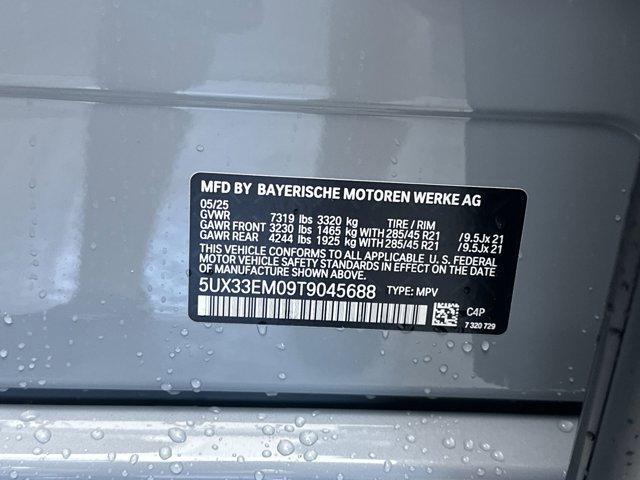 MFD BY BAYERISCHE MOTOREN WERKE AG
05/25
GVWR 7319 lbs 3320 kg TIRE / RIM
GAWR FRONT 3230 lbs 1465 kg WITH 285/45 R21 /9.5Jx 21
GAWR REAR 4244 lbs 1925 kg WITH 285/45 R21 /9.5Jx 21
THIS VEHICLE CONFORMS TO ALL APPLICABLE U. S. FEDERAL
MOTOR VEHICLE SAFETY STANDARDS IN EFFECT ON THE
DATE OF MANUFACTURE SHOWN ABOVE.
5UX33EM09T9045688 TYPE: MPV
C4P
7 320 729